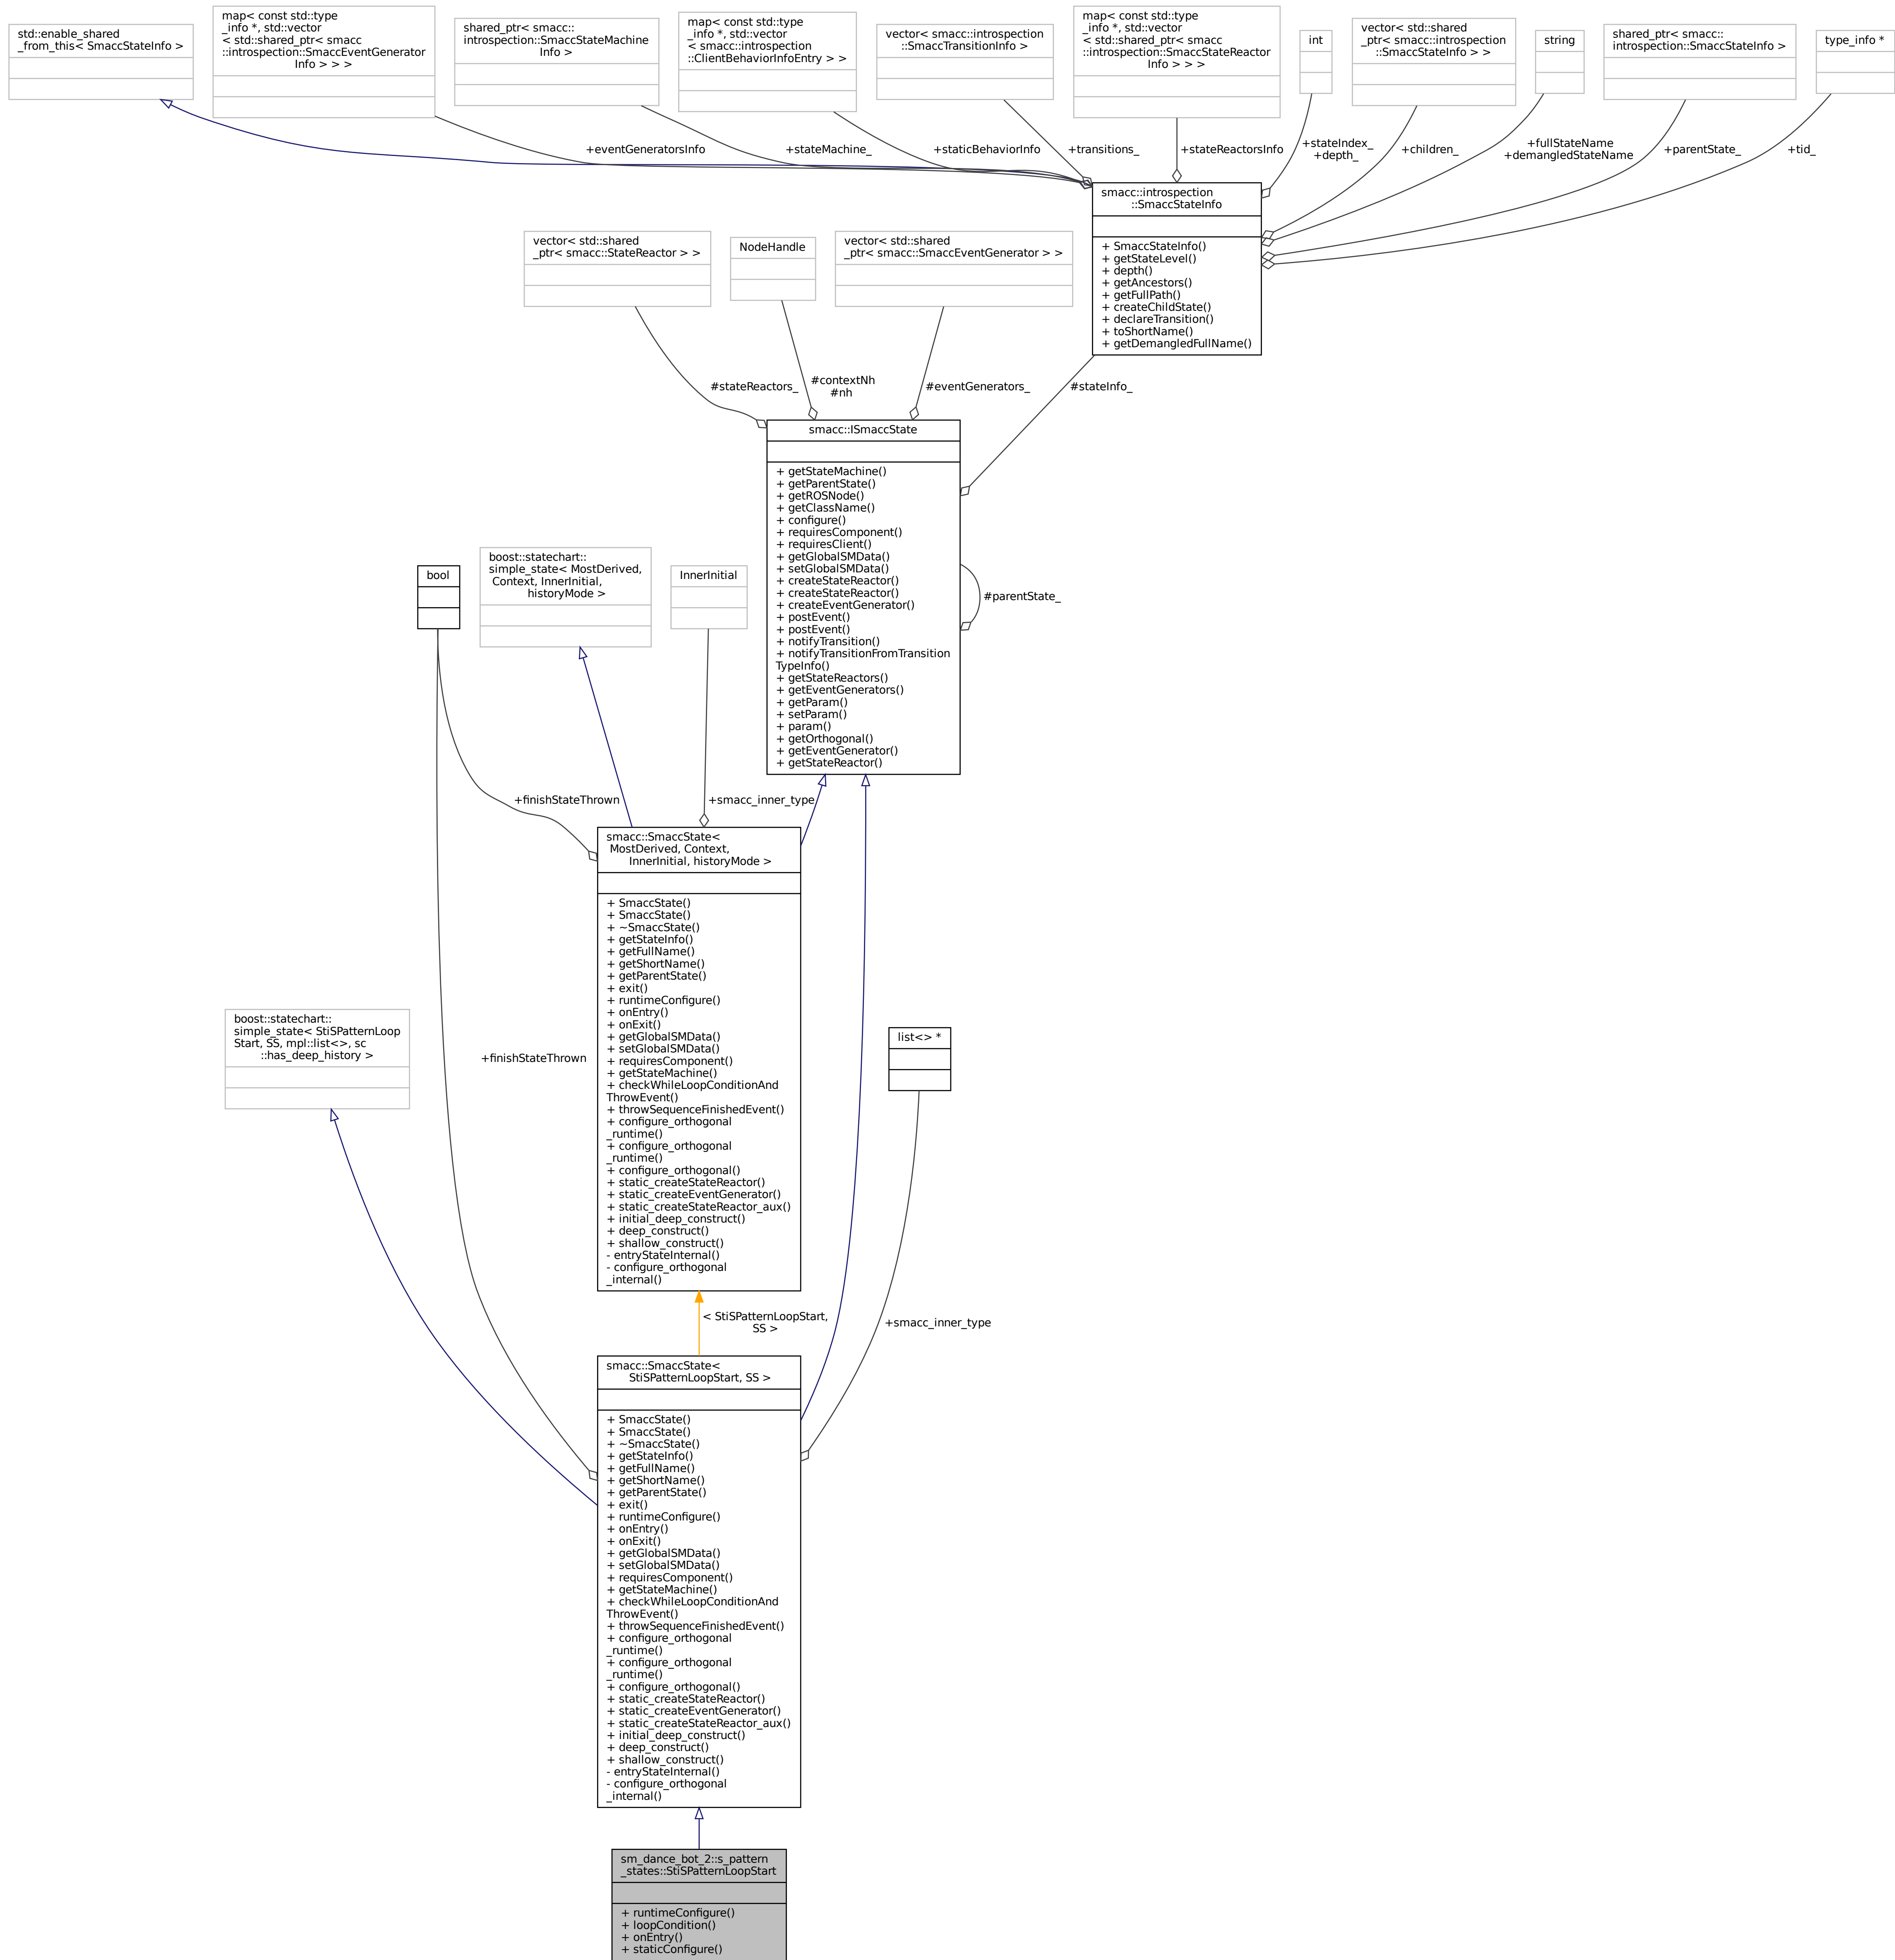 std::enable_shared
_from_this< SmaccStateInfo >
map< const std::type
_info *, std::vector
< std::shared_ptr< smacc
::introspection::SmaccEventGenerator
Info > > >
shared_ptr< smacc::
introspection::SmaccStateMachine
Info >
map< const std::type
_info *, std::vector
< smacc::introspection
::ClientBehaviorInfoEntry > >
vector< smacc::introspection
::SmaccTransitionInfo >
map< const std::type
_info *, std::vector
< std::shared_ptr< smacc
::introspection::SmaccStateReactor
Info > > >
int
vector< std::shared
_ptr< smacc::introspection
::SmaccStateInfo > >
string
shared_ptr< smacc::
introspection::SmaccStateInfo >
type_info *
+eventGeneratorsInfo
+stateMachine_
+staticBehaviorInfo
+transitions_
+stateReactorsInfo
+stateIndex_
+depth_
+children_
+fullStateName
+demangledStateName
+parentState_
+tid_
smacc::introspection
::SmaccStateInfo
+ SmaccStateInfo()
+ getStateLevel()
+ depth()
+ getAncestors()
+ getFullPath()
+ createChildState()
+ declareTransition()
+ toShortName()
+ getDemangledFullName()
vector< std::shared
_ptr< smacc::StateReactor > >
NodeHandle
vector< std::shared
_ptr< smacc::SmaccEventGenerator > >
#stateReactors_
#contextNh
#nh
#eventGenerators_
#stateInfo_
smacc::ISmaccState
+ getStateMachine()
+ getParentState()
+ getROSNode()
+ getClassName()
+ configure()
+ requiresComponent()
+ requiresClient()
+ getGlobalSMData()
+ setGlobalSMData()
+ createStateReactor()
+ createStateReactor()
+ createEventGenerator()
+ postEvent()
+ postEvent()
+ notifyTransition()
+ notifyTransitionFromTransition
TypeInfo()
+ getStateReactors()
+ getEventGenerators()
+ getParam()
+ setParam()
+ param()
+ getOrthogonal()
+ getEventGenerator()
+ getStateReactor()
#parentState_
bool
boost::statechart::
simple_state< MostDerived,
Context, InnerInitial,
historyMode >
InnerInitial
+finishStateThrown
+smacc_inner_type
smacc::SmaccState<
MostDerived, Context,
InnerInitial, historyMode >
+ SmaccState()
+ SmaccState()
+ ~SmaccState()
+ getStateInfo()
+ getFullName()
+ getShortName()
+ getParentState()
+ exit()
+ runtimeConfigure()
+ onEntry()
+ onExit()
+ getGlobalSMData()
+ setGlobalSMData()
+ requiresComponent()
+ getStateMachine()
+ checkWhileLoopConditionAnd
ThrowEvent()
+ throwSequenceFinishedEvent()
+ configure_orthogonal
_runtime()
+ configure_orthogonal
_runtime()
+ configure_orthogonal()
+ static_createStateReactor()
+ static_createEventGenerator()
+ static_createStateReactor_aux()
+ initial_deep_construct()
+ deep_construct()
+ shallow_construct()
- entryStateInternal()
- configure_orthogonal
_internal()
boost::statechart::
simple_state< StiSPatternLoop
Start, SS, mpl::list<>, sc
::has_deep_history >
+finishStateThrown
list<> *
< StiSPatternLoopStart,
SS >
+smacc_inner_type
smacc::SmaccState<
StiSPatternLoopStart, SS >
+ SmaccState()
+ SmaccState()
+ ~SmaccState()
+ getStateInfo()
+ getFullName()
+ getShortName()
+ getParentState()
+ exit()
+ runtimeConfigure()
+ onEntry()
+ onExit()
+ getGlobalSMData()
+ setGlobalSMData()
+ requiresComponent()
+ getStateMachine()
+ checkWhileLoopConditionAnd
ThrowEvent()
+ throwSequenceFinishedEvent()
+ configure_orthogonal
_runtime()
+ configure_orthogonal
_runtime()
+ configure_orthogonal()
+ static_createStateReactor()
+ static_createEventGenerator()
+ static_createStateReactor_aux()
+ initial_deep_construct()
+ deep_construct()
+ shallow_construct()
- entryStateInternal()
- configure_orthogonal
_internal()
sm_dance_bot_2::s_pattern
_states::StiSPatternLoopStart
+ runtimeConfigure()
+ loopCondition()
+ onEntry()
+ staticConfigure()